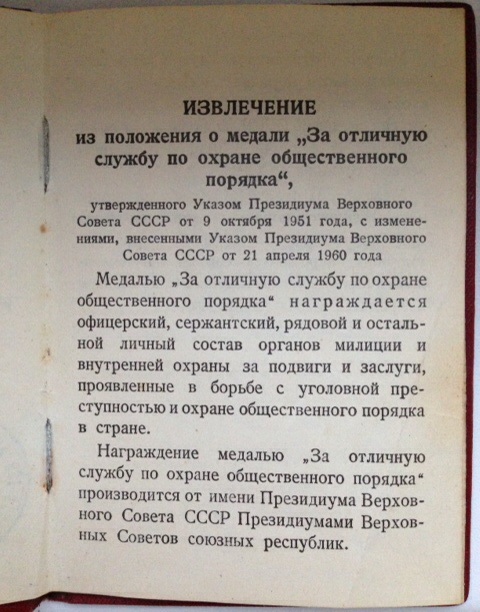 ИЗВЛЕЧЕНИЕ
из положения о медали „За отличную
службу по охране общественного
порядка“,
утвержденного Указом Президиума Верховного
Совета СССР от 9 октября 1951 года, с измене-
ниями, внесенными Указом Президиума Верховного
Совета СССР от 21 апреля 1960 года
Медалью „За отличную службу по охране
общественного порядка“ награждается
офицерский, сержантский, рядовой и осталь-
ной личный состав органов милиции и
внутренней охраны за подвиги и заслуги,
проявленные в борьбе с уголовной пре-
ступностью и охране общественного порядка
в стране.
Награждение медалью „За отличную
службу по охране общественного порядка“
производится от имени Президиума Верхов-
ного Совета СССР Президиумами Верхов-
ных Советов союзных республик.